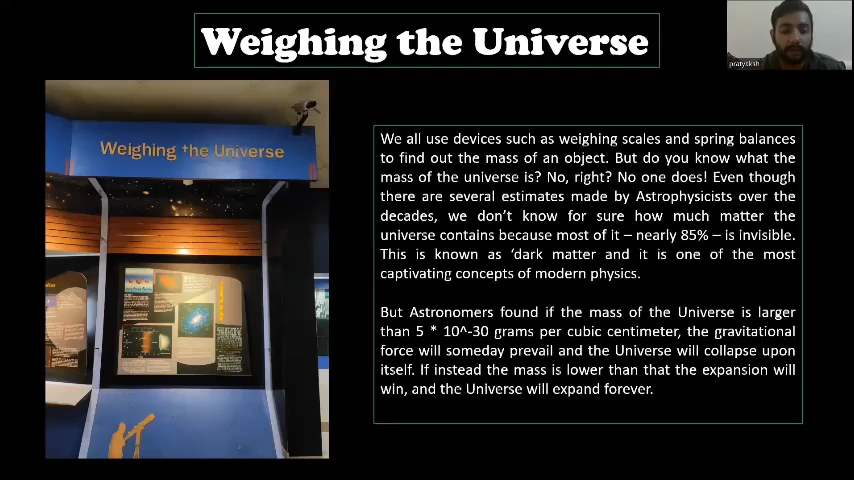 Weighing the Universe
pratyaksh
Weighing the Universe
We all use devices such as weighing scales and spring balances
to find out the mass of an object. But do you know what the
mass of the universe is? No, right? No one does! Even though
there are several estimates made by Astrophysicists over the
decades, we don't know for sure how much matter the
universe contains because most of it – nearly 85% – is invisible.
This is known as 'dark matter and it is one of the most
captivating concepts of modern physics.
But Astronomers found if the mass of the Universe is larger
than 5 * 10^-30 grams per cubic centimeter, the gravitational
force will someday prevail and the Universe will collapse upon
itself. If instead the mass is lower than that the expansion will
win, and the Universe will expand forever.